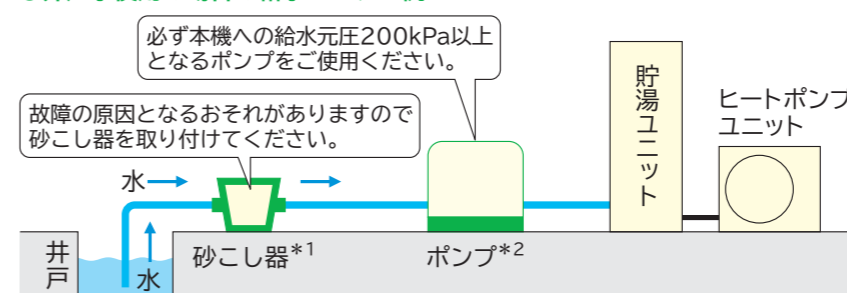 必ず本機への給水元圧200kPa以上
となるポンプをご使用ください。
故障の原因となるおそれがありますので
砂こし器を取り付けてください。
貯湯ユニット
ヒートポンプ
ユニット
水
井戸
水
砂こし器*1
ポンプ*2